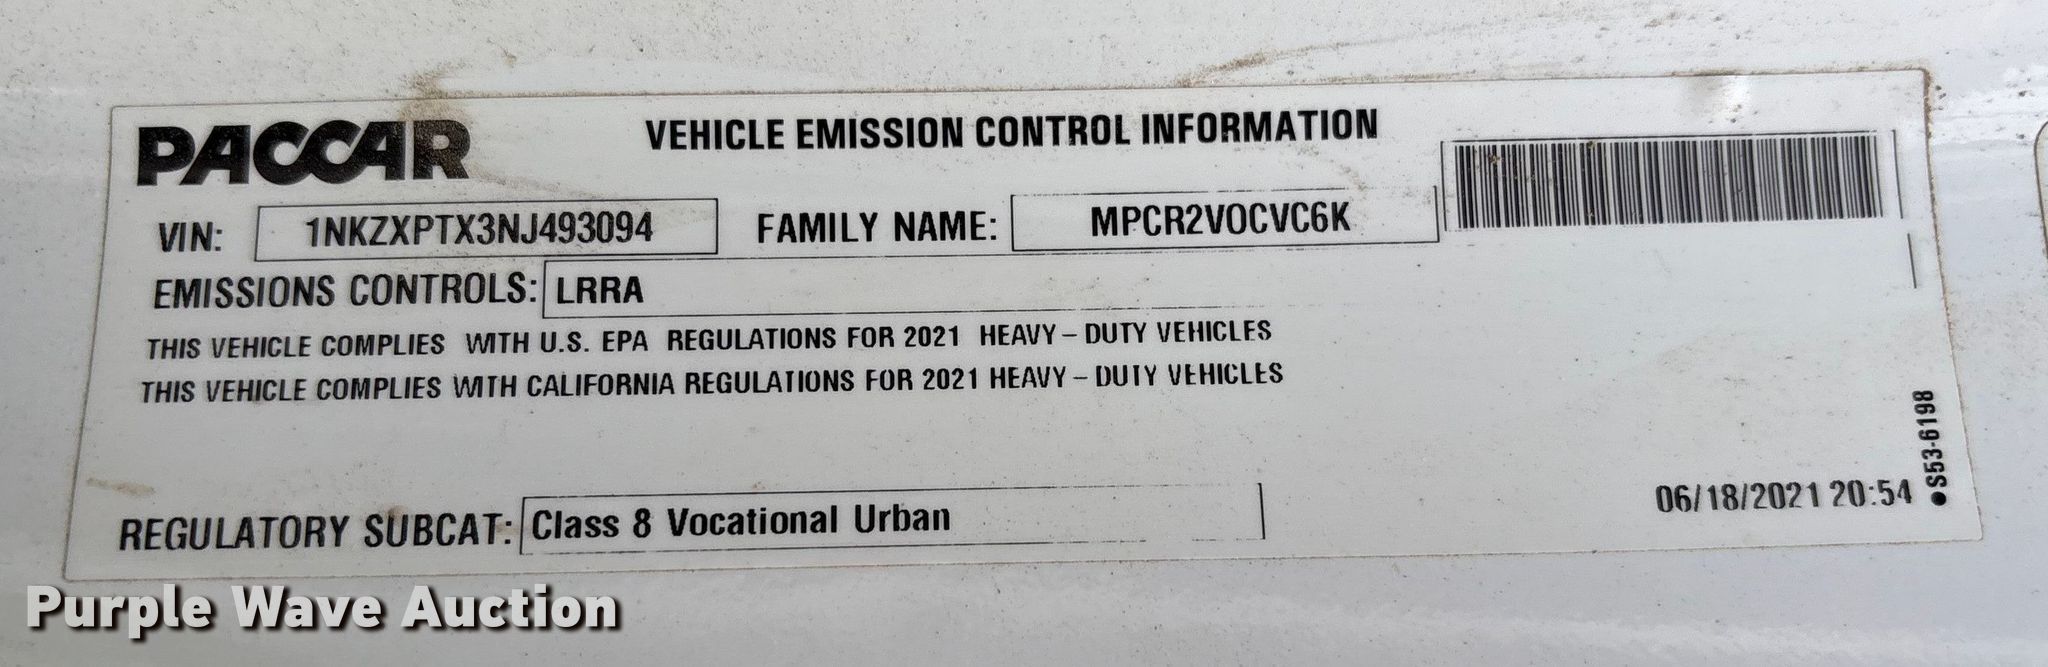 PACCAR
VEHICLE EMISSION CONTROL INFORMATION
VIN: 1NKZXPTX3NJ493094 FAMILY NAME: MPCR2VOCVC6K
EMISSIONS CONTROLS: LRRA
THIS VEHICLE COMPLIES WITH U.S. EPA REGULATIONS FOR 2021 HEAVY-DUTY VEHICLES
THIS VEHICLE COMPLIES WITH CALIFORNIA REGULATIONS FOR 2021 HEAVY-DUTY VEHICLES
REGULATORY SUBCAT: Class 8 Vocational Urban
06/18/2021 20:54
●S53-6198
Purple Wave Auction